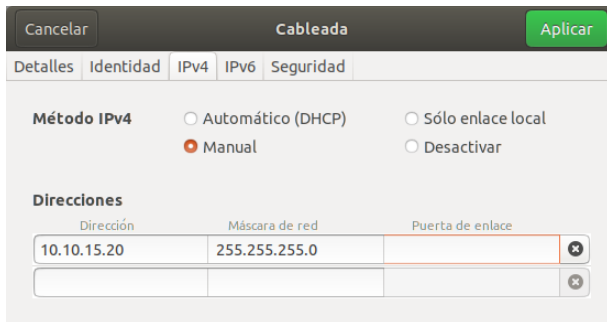 Cancelar Cableada Aplicar
Detalles Identidad IPv4 IPv6 Seguridad
Método IPv4 Automático (DHCP) Sólo enlace local
Manual Desactivar
Direcciones
Dirección Máscara de red Puerta de enlace
10.10.15.20 255.255.255.0